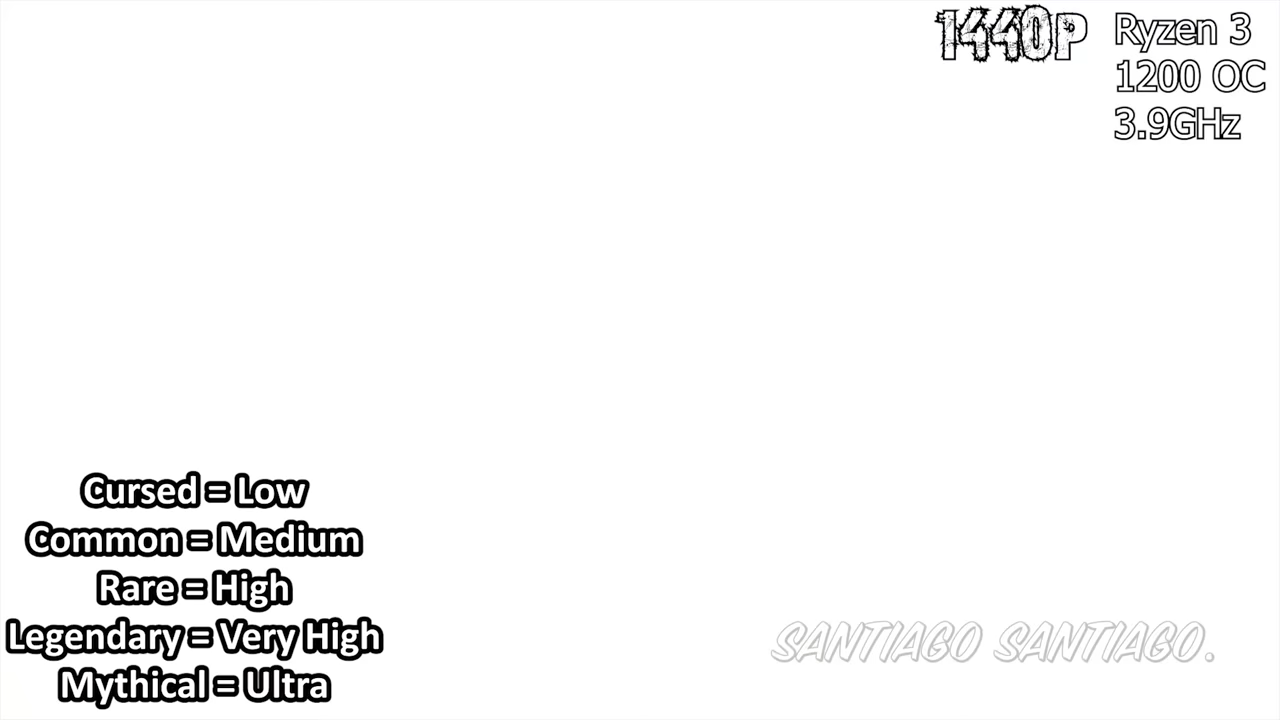 1440P
Ryzen 3
1200 OC
3.9GHz
Cursed = Low
Common = Medium
Rare = High
Legendary = Very High
Mythical = Ultra
SANTIAGO SANTIAGO.